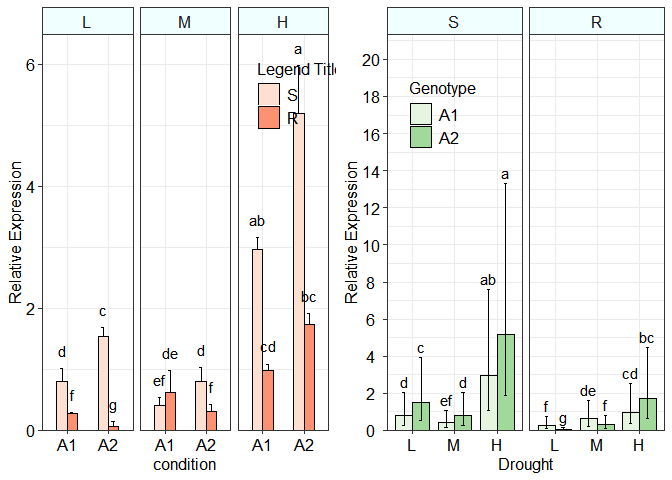 L M H
a
Legend Title
S
R
6
4
2
0
Relative Expression
d f c g
ef de d f
ab cd bc
A1 A2 A1 A2 A1 A2
condition
S R
20
18
16
14
12
10
8
6
4
2
0
Relative Expression
Genotype
A1
A2
d c ef d ab a
f g de f cd bc
L M H L M H
Drought